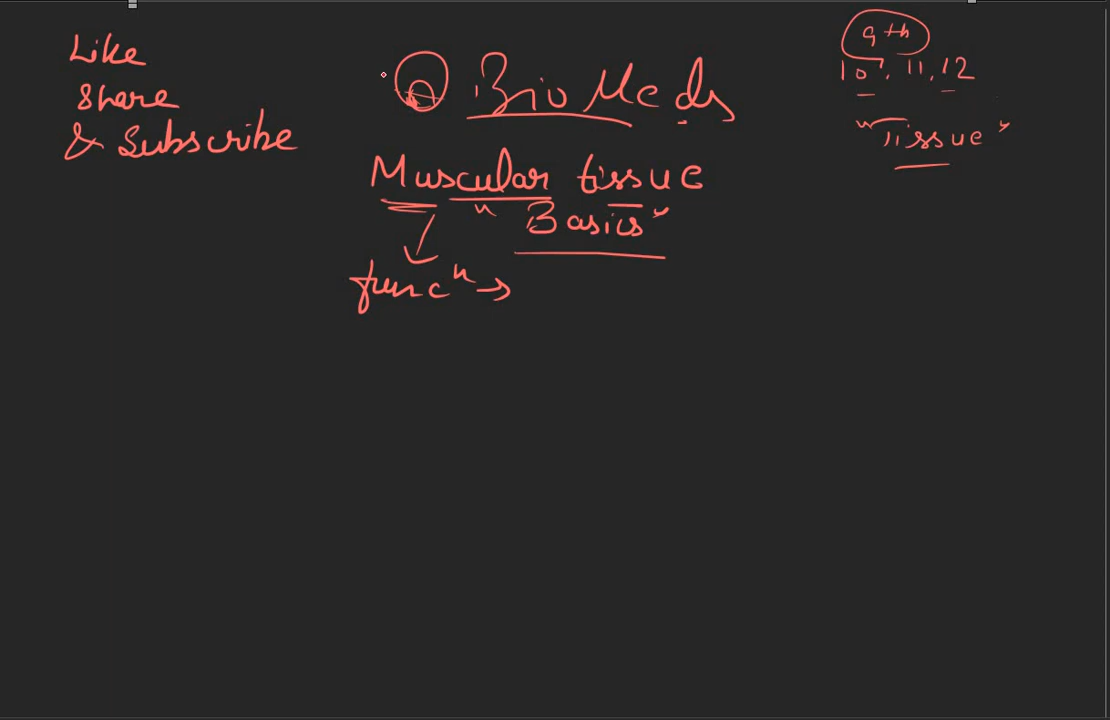 Like
Share
& Subscribe
BioMeds
Muscular tissue
"Basics"
funcⁿ →
9th
10, 11, 12
"Tissue"